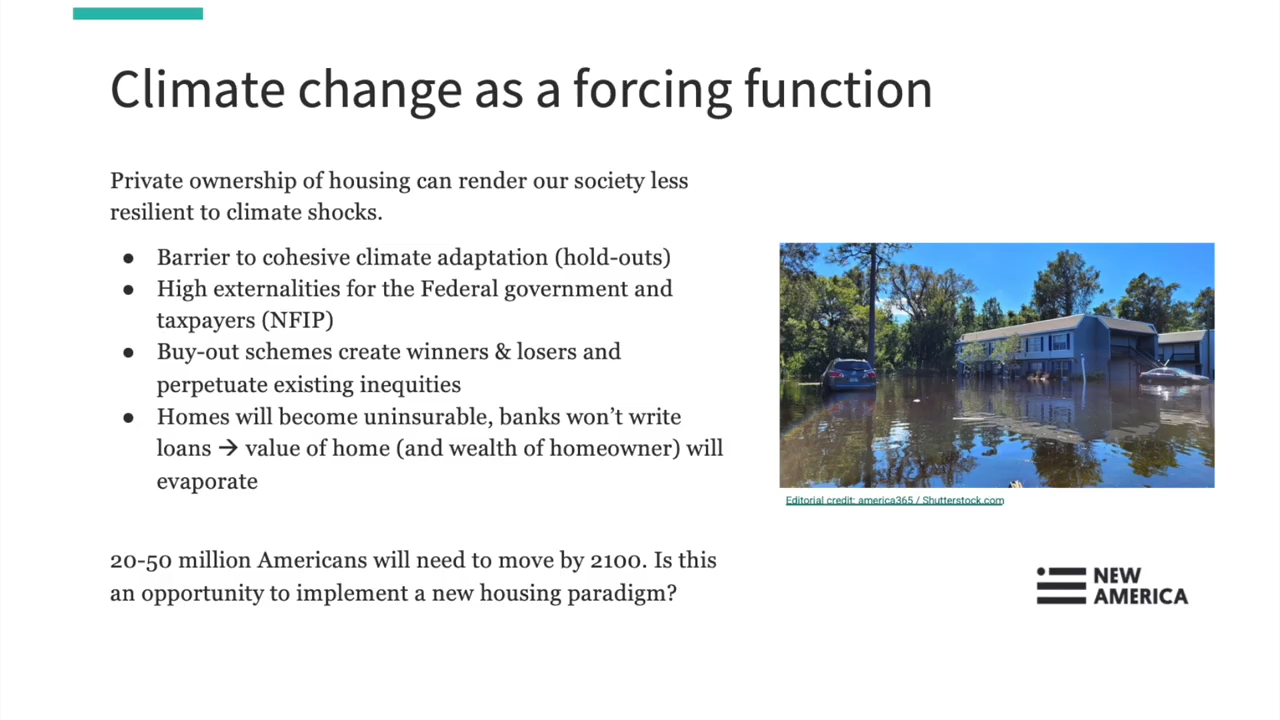 Climate change as a forcing function
Private ownership of housing can render our society less
resilient to climate shocks.
● Barrier to cohesive climate adaptation (hold-outs)
● High externalities for the Federal government and
taxpayers (NFIP)
● Buy-out schemes create winners & losers and
perpetuate existing inequities
● Homes will become uninsurable, banks won’t write
loans → value of home (and wealth of homeowner) will
evaporate
Editorial credit: america365 / Shutterstock.com
20-50 million Americans will need to move by 2100. Is this
an opportunity to implement a new housing paradigm?
NEW
AMERICA